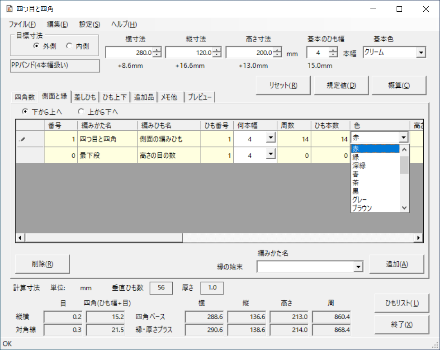 四つ目と四角
ファイル(F) 編集(E) 設定(S) ヘルプ(H)
目標寸法 横寸法 縦寸法 高さ寸法 基本のひも幅 基本色
外側 内側 280.0 120.0 200.0 mm 4 本幅 クリーム
PPバンド(4本幅扱い) +8.6mm +16.6mm +13.0mm 15.0mm
リセット(R) 規定値(D) 概算(C)
四角数 側面と縁 差しひも ひも上下 追加品 メモ他 プレビュー
下から上へ 上から下へ
番号 編みかた名 編みひも名 ひも番号 何本幅 周数 ひも本数 色 高さ
1 四つ目と四角 側面の編みひも 1 4 14 14 赤
0 最下段 高さの目の数 4 0 0
赤
緑
深緑
青
茶
黒
グレー
ブラウン
編みかた名
削除(R) 縁の始末 追加(A)
計算寸法 単位: mm 垂直ひも数 56 厚さ 1.0
目 四角(ひも幅+目) 横 縦 高さ 周
縦横 0.2 15.2 四角ベース 288.6 136.6 213.0 860.4
対角線 0.3 21.5 縁・厚さプラス 290.6 138.6 214.0 868.4
ひもリスト(L)
終了(X)
OK